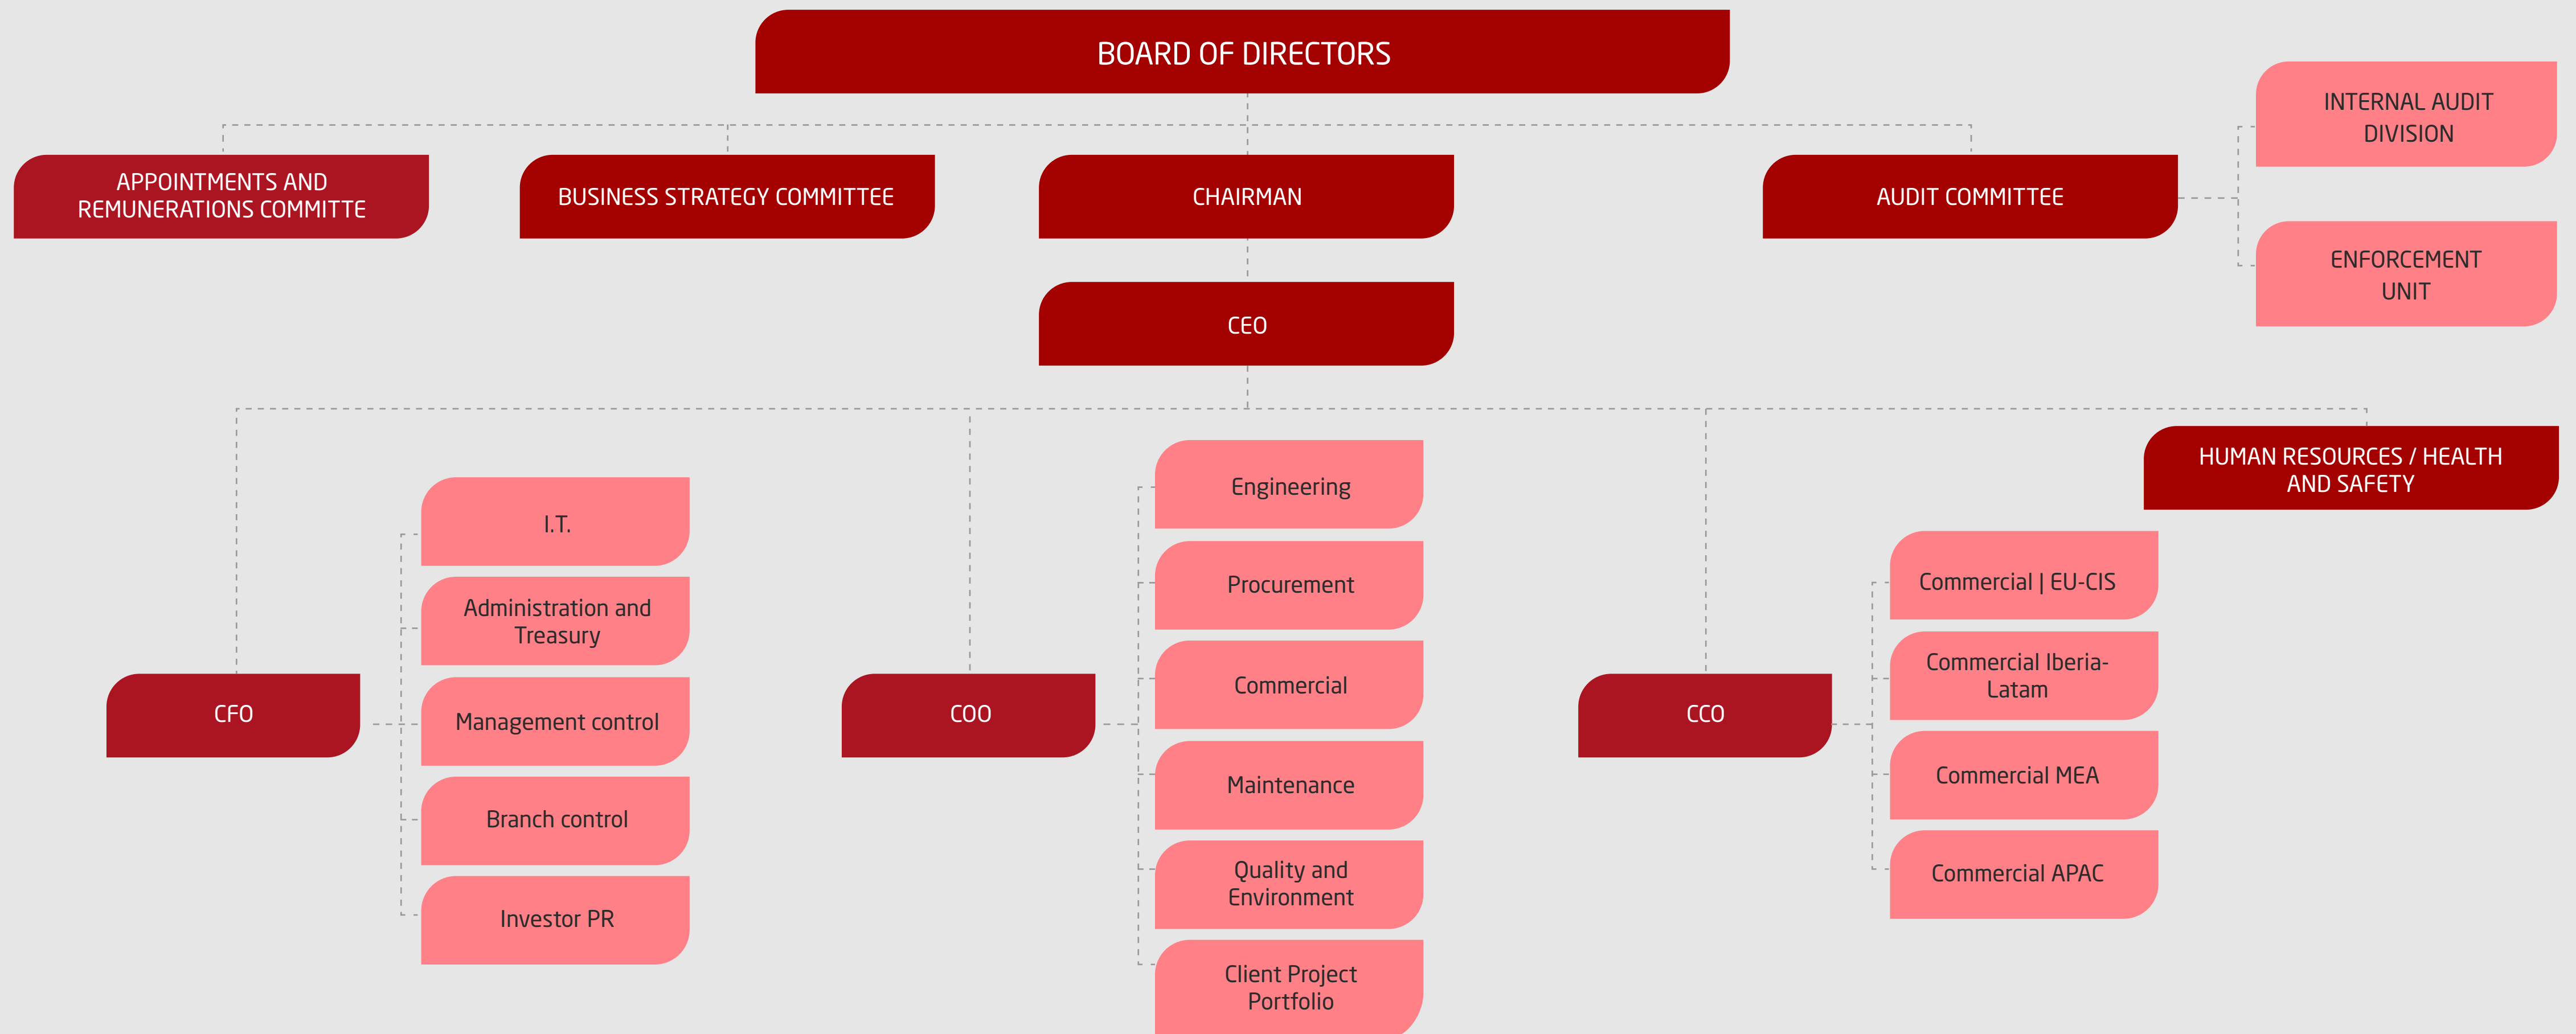 BOARD OF DIRECTORS
INTERNAL AUDIT
DIVISION
APPOINTMENTS AND
REMUNERATIONS COMMITTE
BUSINESS STRATEGY COMMITTEE
CHAIRMAN
AUDIT COMMITTEE
ENFORCEMENT
UNIT
CEO
HUMAN RESOURCES / HEALTH
AND SAFETY
CFO
I.T.
Administration and
Treasury
Management control
Branch control
Investor PR
COO
Engineering
Procurement
Commercial
Maintenance
Quality and
Environment
Client Project
Portfolio
CCO
Commercial | EU-CIS
Commercial Iberia-
Latam
Commercial MEA
Commercial APAC